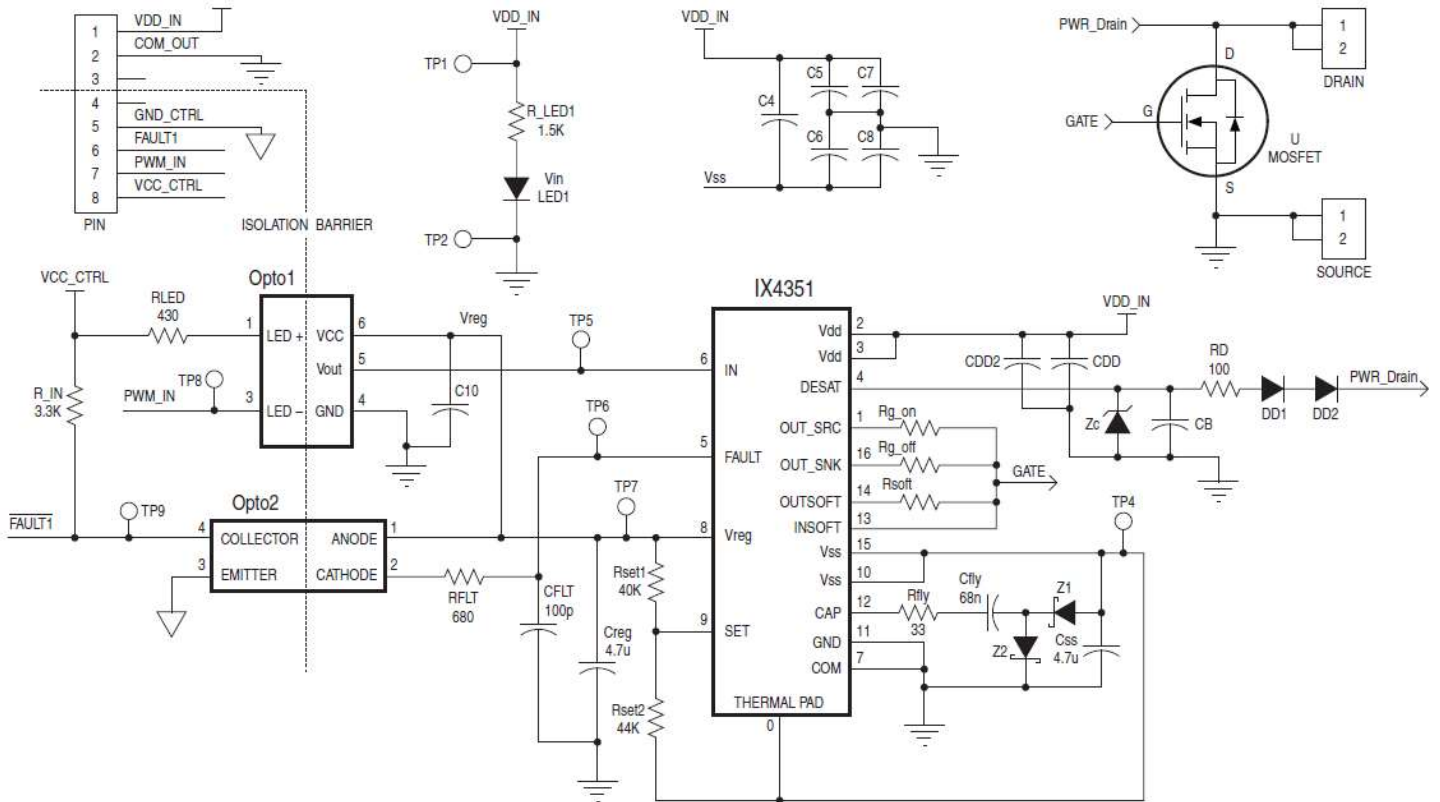 1
VDD_IN
2
COM_OUT
3
4
GND_CTRL
5
FAULT1
6
PWM_IN
7
VCC_CTRL
8
PIN
ISOLATION BARRIER
VDD_IN
TP1
R_LED1
1.5K
Vin
LED1
TP2
VDD_IN
C5
C7
C4
C6
C8
Vss
PWR_Drain
1
2
DRAIN
D
GATE
G
U
MOSFET
S
1
2
SOURCE
VCC_CTRL
RLED
430
Opto1
1
LED +
VCC
6
Vreg
Vout
5
TP8
PWM_IN
3
LED –
GND
4
C10
R_IN
3.3K
FAULT1
TP9
Opto2
4
COLLECTOR
ANODE
1
3
EMITTER
CATHODE
2
RFLT
680
CFLT
100p
Creg
4.7u
Rset1
40K
Rset2
44K
TP5
TP6
TP7
IX4351
6
IN
5
FAULT
8
Vreg
9
SET
Vdd
2
Vdd
3
DESAT
4
OUT_SRC
1
OUT_SNK
16
OUTSOFT
14
INSOFT
13
Vss
15
Vss
10
CAP
12
GND
11
COM
7
THERMAL PAD
0
VDD_IN
CDD2
CDD
RD
100
Zc
CB
DD1
DD2
PWR_Drain
Rg_on
Rg_off
Rsoft
GATE
TP4
Rfly
33
Cfly
68n
Z1
Z2
Css
4.7u